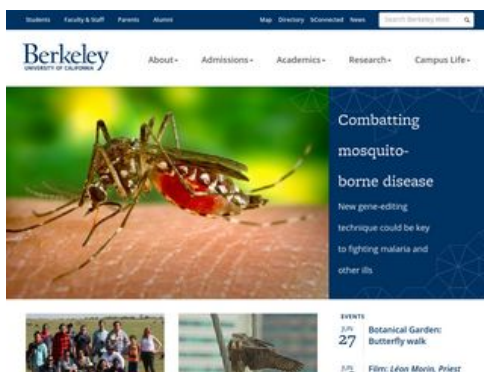 Students Faculty & Staff Parents Alumni Map Directory bConnected News Search Berkeley Web
Berkeley
UNIVERSITY OF CALIFORNIA
About Admissions Academics Research Campus Life
Combatting
mosquito-
borne disease
New gene-editing
technique could be key
to fighting malaria and
other ills
EVENTS
JUN
27
Botanical Garden:
Butterfly walk
JUN
Film: Léon Morin, Priest